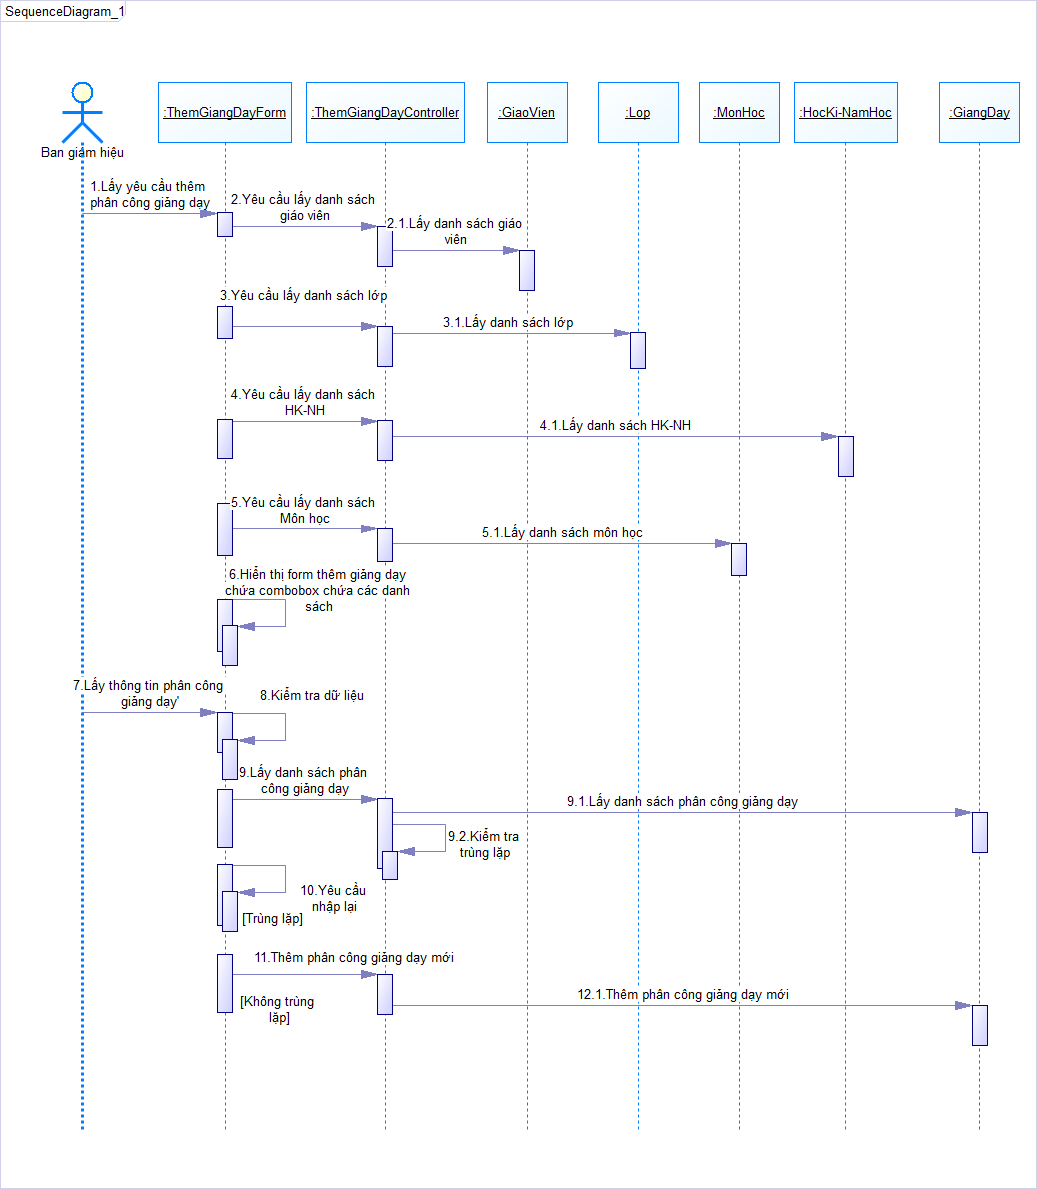 SequenceDiagram_1
Ban giám hiệu
:ThemGiangDayForm
:ThemGiangDayController
:GiaoVien
:Lop
:MonHoc
:HocKi-NamHoc
:GiangDay
1.Lấy yêu cầu thêm
phân công giảng dạy
2.Yêu cầu lấy danh sách
giáo viên
2.1.Lấy danh sách giáo
viên
3.Yêu cầu lấy danh sách lớp
3.1.Lấy danh sách lớp
4.Yêu cầu lấy danh sách
HK-NH
4.1.Lấy danh sách HK-NH
5.Yêu cầu lấy danh sách
Môn học
5.1.Lấy danh sách môn học
6.Hiển thị form thêm giảng dạy
chứa combobox chứa các danh
sách
7.Lấy thông tin phân công
giảng dạy'
8.Kiểm tra dữ liệu
9.Lấy danh sách phân
công giảng dạy
9.1.Lấy danh sách phân công giảng dạy
9.2.Kiểm tra
trùng lặp
10.Yêu cầu
nhập lại
[Trùng lặp]
11.Thêm phân công giảng dạy mới
[Không trùng
lặp]
12.1.Thêm phân công giảng dạy mới